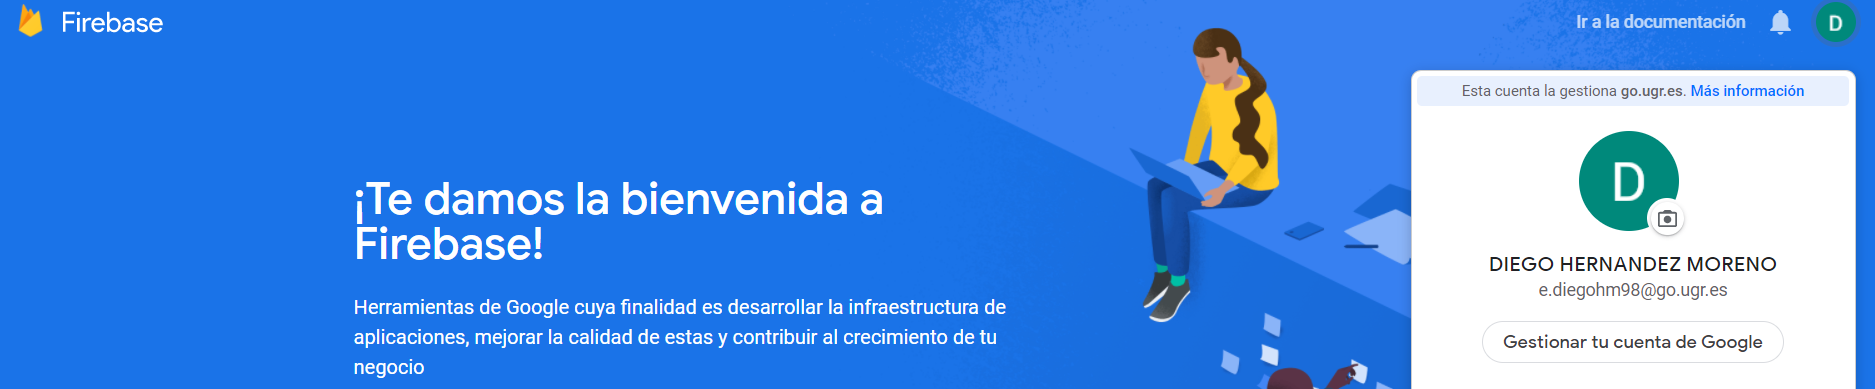 Firebase
Ir a la documentación
D
Esta cuenta la gestiona go.ugr.es. Más información
D
DIEGO HERNANDEZ MORENO
e.diegohm98@go.ugr.es
Gestionar tu cuenta de Google
¡Te damos la bienvenida a
Firebase!
Herramientas de Google cuya finalidad es desarrollar la infraestructura de
aplicaciones, mejorar la calidad de estas y contribuir al crecimiento de tu
negocio